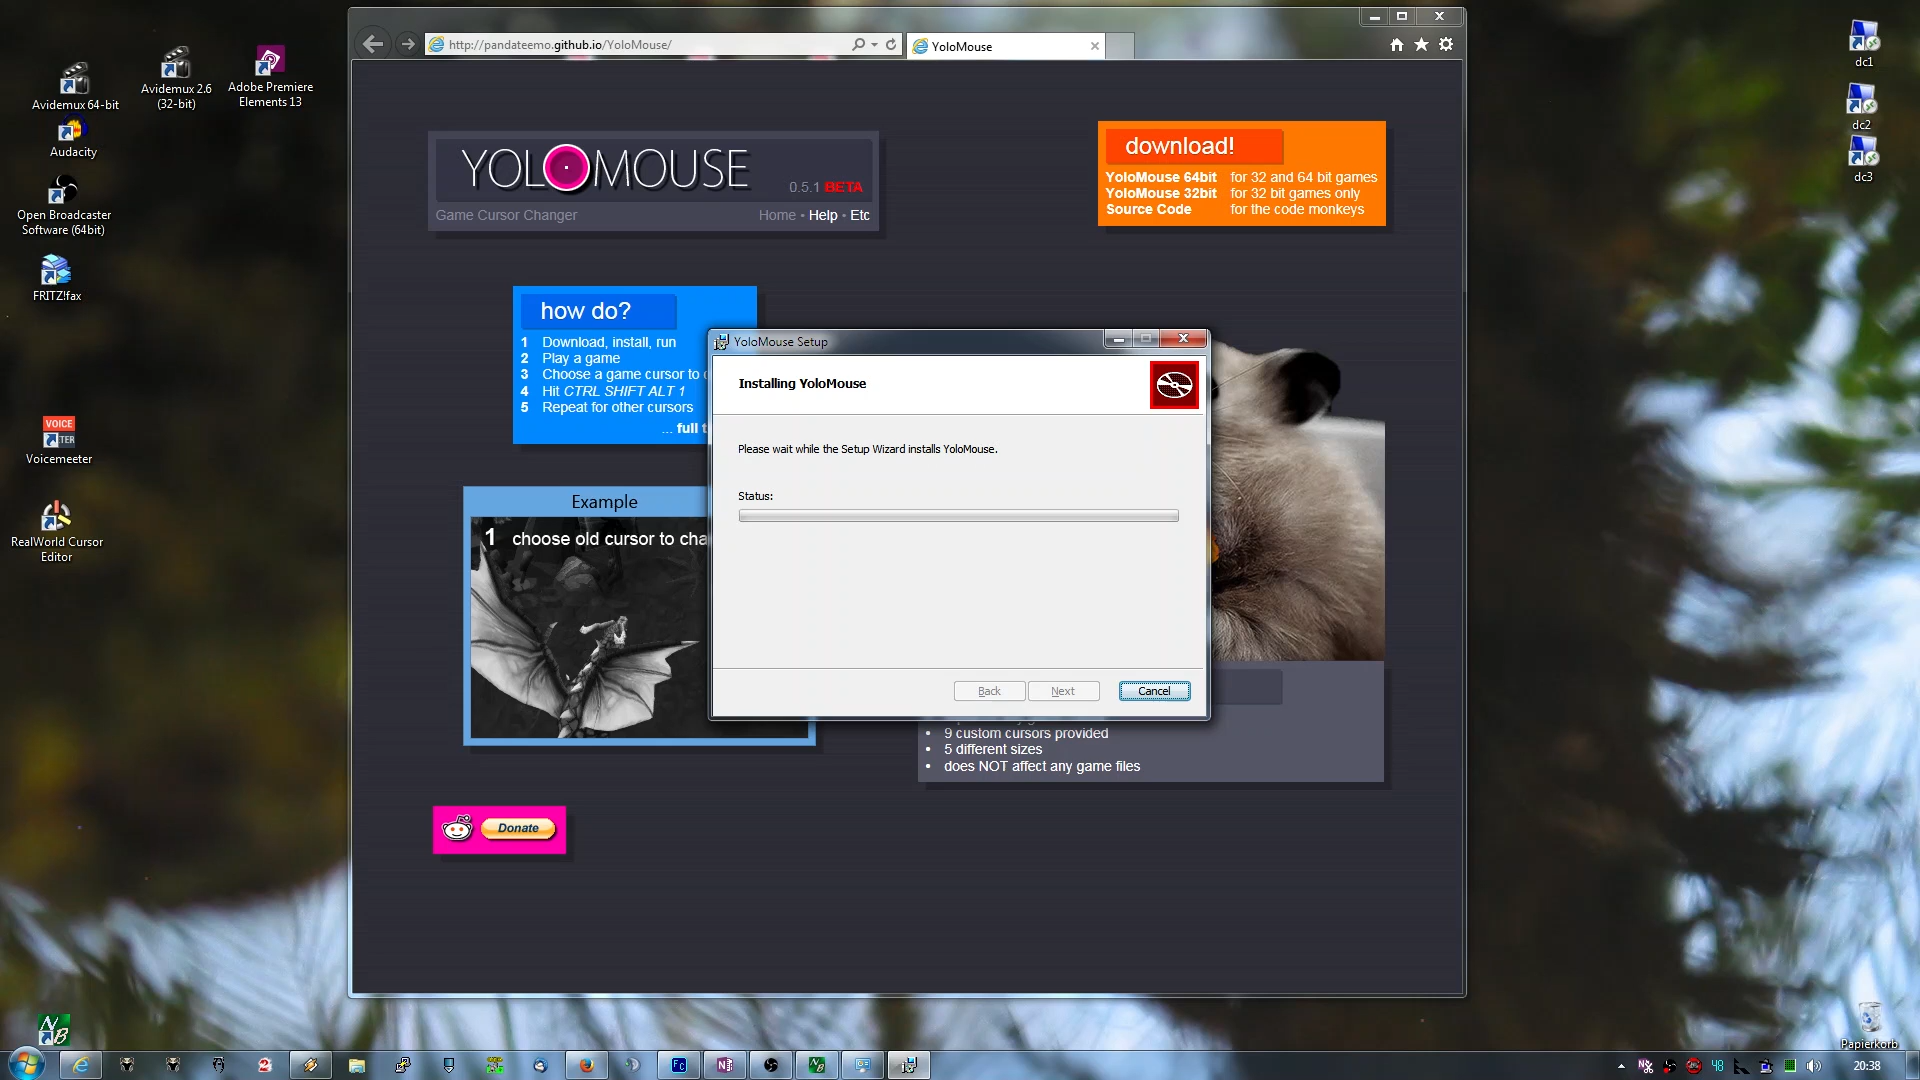 http://pandateemo.github.io/YoloMouse/
YoloMouse
Avidemux 64-bit
Avidemux 2.6
(32-bit)
Adobe Premiere
Elements 13
Audacity
Open Broadcaster
Software (64bit)
FRITZ!fax
VOICE
Voicemeeter
RealWorld Cursor
Editor
dc1
dc2
dc3
YOLOMOUSE
0.5.1 BETA
Game Cursor Changer
Home • Help • Etc
download!
YoloMouse 64bit for 32 and 64 bit games
YoloMouse 32bit for 32 bit games only
Source Code for the code monkeys
how do?
1 Download, install, run
2 Play a game
3 Choose a game cursor to
4 Hit CTRL SHIFT ALT 1
5 Repeat for other cursors
... full
Example
1 choose old cursor to
YoloMouse Setup
Installing YoloMouse
Please wait while the Setup Wizard installs YoloMouse.
Status:
Back
Next
Cancel
• 9 custom cursors provided
• 5 different sizes
• does NOT affect any game files
Donate
NB
Papierkorb
Fc
N
NB
48
20:38